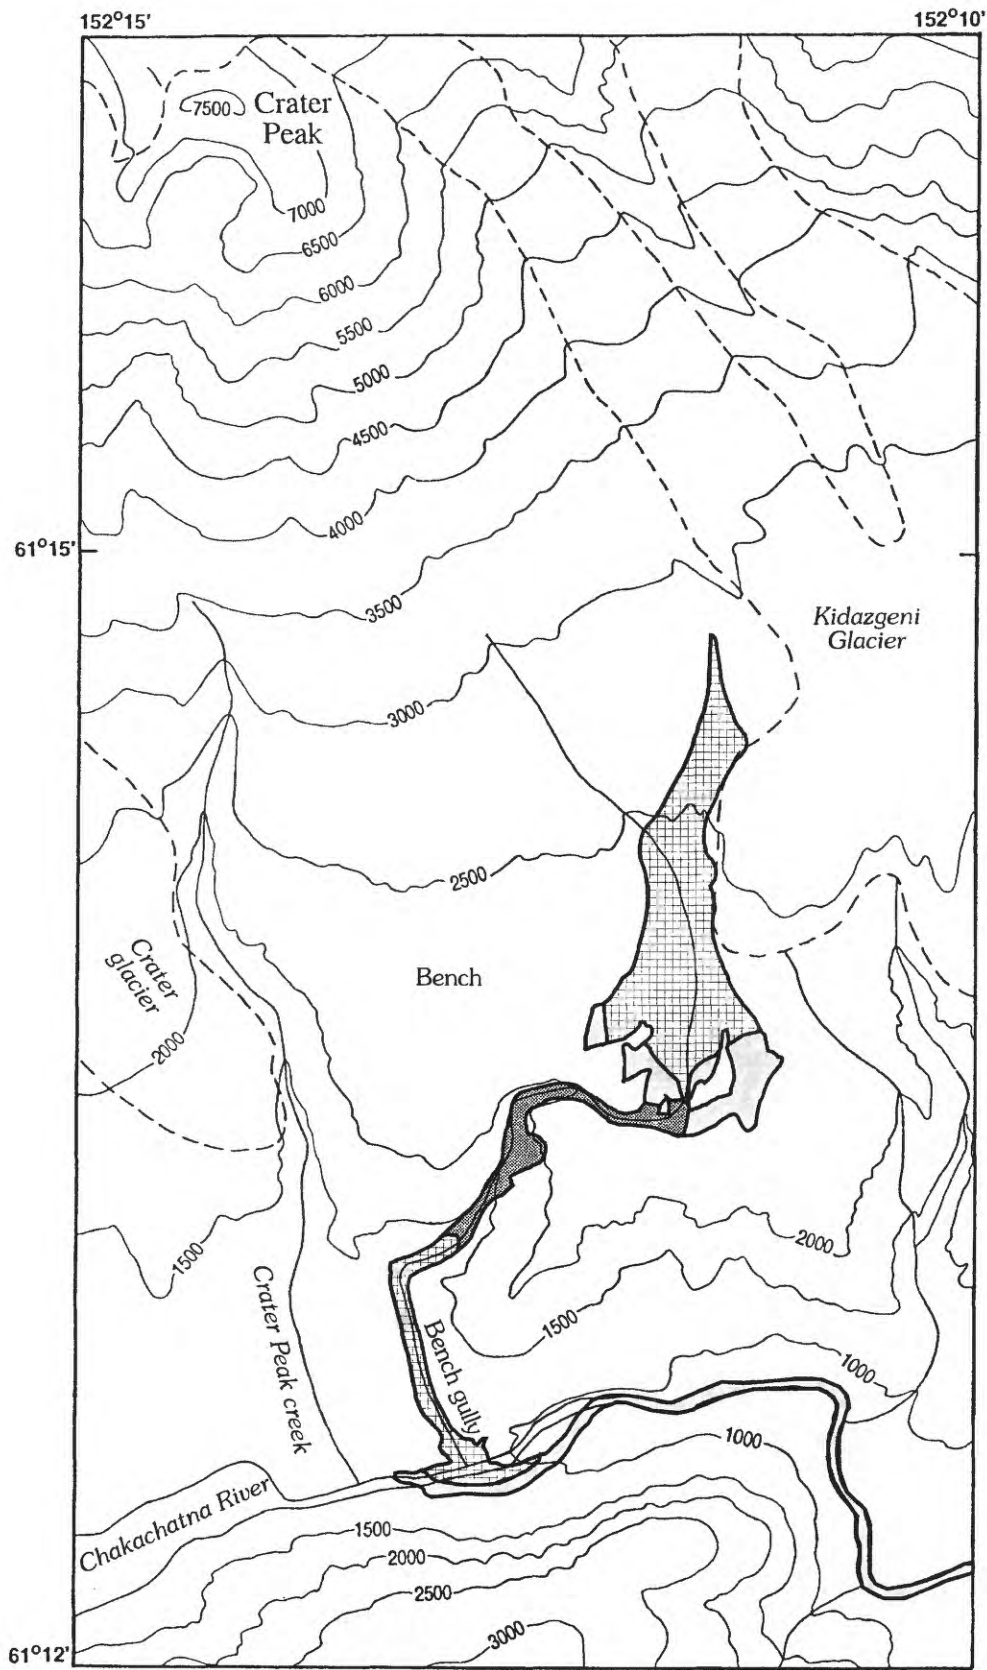 152°15'
152°10'
7500
Crater
Peak
7000
6500
6000
5500
5000
4500
4000
61°15'
3500
Kidazgeni
Glacier
3000
2500
Crater
glacier
Bench
2000
2000
1500
1500
Crater Peak creek
Bench gully
1000
1000
Chakachatna River
1500
2000
2500
3000
61°12'